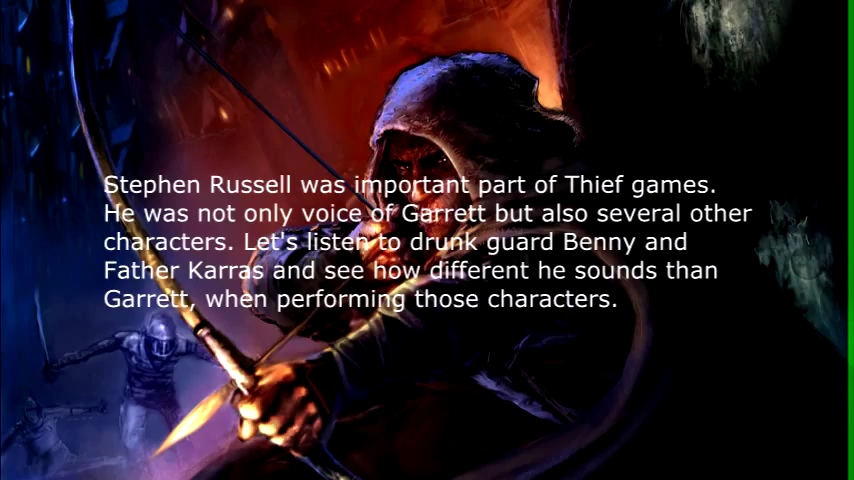 Stephen Russell was important part of Thief games.
He was not only voice of Garrett but also several other
characters. Let's listen to drunk guard Benny and
Father Karras and see how different he sounds than
Garrett, when performing those characters.